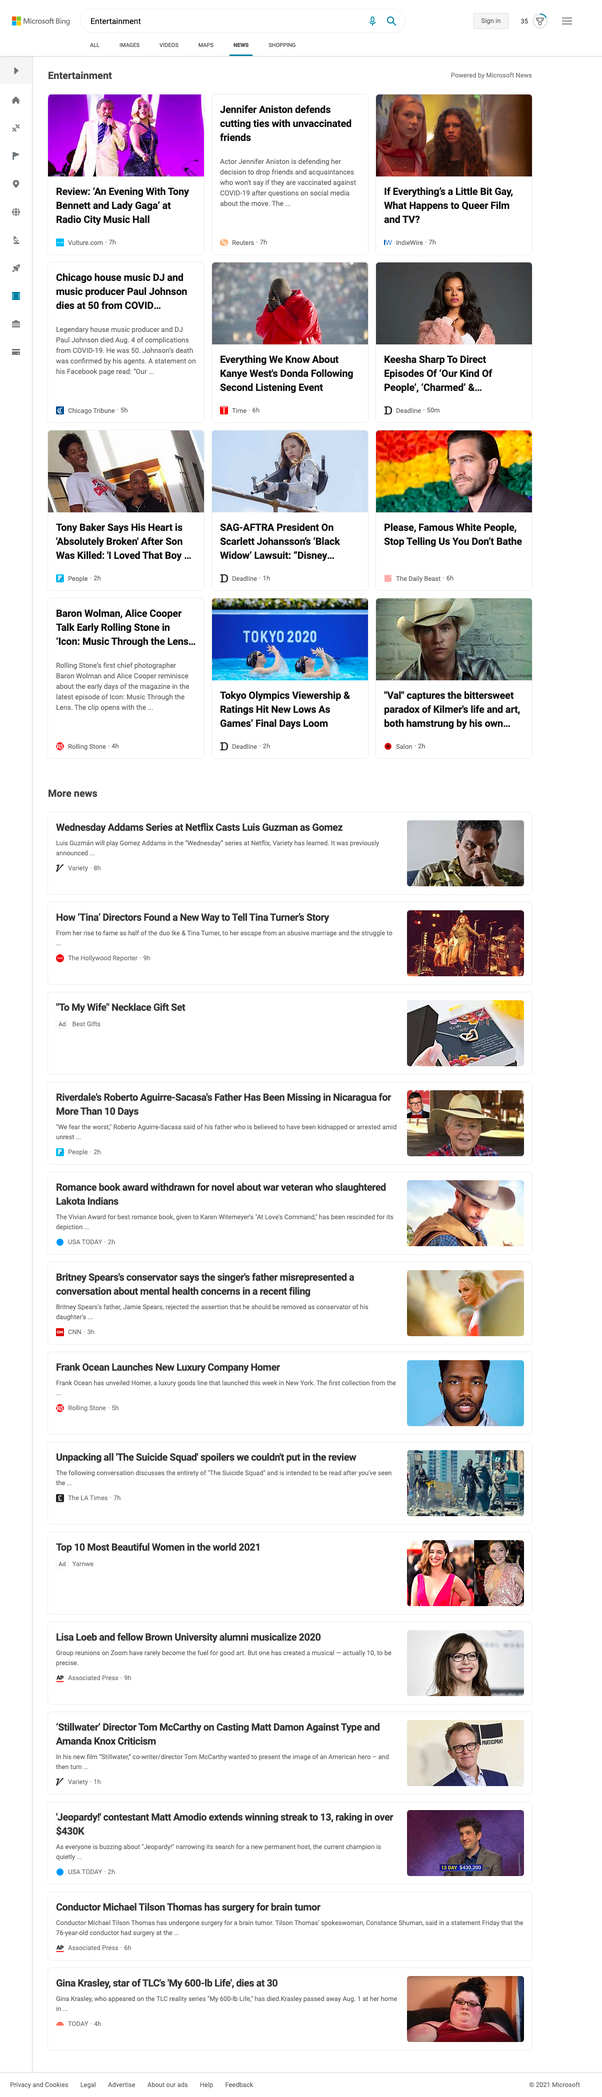 Microsoft Bing
Entertainment
Sign in
35
ALL IMAGES VIDEOS MAPS NEWS SHOPPING
Entertainment
Powered by Microsoft News
Review: ‘An Evening With Tony
Bennett and Lady Gaga’ at
Radio City Music Hall
Vulture.com · 7h
Jennifer Aniston defends
cutting ties with unvaccinated
friends
Actor Jennifer Aniston is defending her
decision to drop friends and acquaintances
who won't say if they are vaccinated against
COVID-19 after questions on social media
about the move. The ...
Reuters · 7h
If Everything’s a Little Bit Gay,
What Happens to Queer Film
and TV?
IndieWire · 7h
Chicago house music DJ and
music producer Paul Johnson
dies at 50 from COVID…
Legendary house music producer and DJ
Paul Johnson died Aug. 4 of complications
from COVID-19. He was 50. Johnson’s death
was confirmed by his agents. A statement on
his Facebook page read: “Our ...
Chicago Tribune · 5h
Everything We Know About
Kanye West's Donda Following
Second Listening Event
Time · 6h
Keesha Sharp To Direct
Episodes Of ‘Our Kind Of
People’, ‘Charmed’ &…
Deadline · 50m
Tony Baker Says His Heart is
'Absolutely Broken' After Son
Was Killed: 'I Loved That Boy ...
People · 2h
SAG-AFTRA President On
Scarlett Johansson’s ‘Black
Widow’ Lawsuit: “Disney…
Deadline · 1h
Please, Famous White People,
Stop Telling Us You Don’t Bathe
The Daily Beast · 6h
Baron Wolman, Alice Cooper
Talk Early Rolling Stone in
‘Icon: Music Through the Lens…
Rolling Stone's first chief photographer
Baron Wolman and Alice Cooper reminisce
about the early days of the magazine in the
latest episode of Icon: Music Through the
Lens. The clip opens with the ...
Rolling Stone · 4h
TOKYO 2020
Tokyo Olympics Viewership &
Ratings Hit New Lows As
Games’ Final Days Loom
Deadline · 2h
"Val" captures the bittersweet
paradox of Kilmer's life and art,
both hamstrung by his own…
Salon · 2h
More news
Wednesday Addams Series at Netflix Casts Luis Guzman as Gomez
Luis Guzmán will play Gomez Addams in the “Wednesday” series at Netflix, Variety has learned. It was previously
announced ...
Variety · 8h
How ‘Tina’ Directors Found a New Way to Tell Tina Turner’s Story
From her rise to fame as half of the duo Ike & Tina Turner, to her escape from an abusive marriage and the struggle to
...
The Hollywood Reporter · 9h
"To My Wife" Necklace Gift Set
Ad Best Gifts
Riverdale's Roberto Aguirre-Sacasa's Father Has Been Missing in Nicaragua for
More Than 10 Days
"We fear the worst," Roberto Aguirre-Sacasa said of his father who is believed to have been kidnapped or arrested amid
unrest ...
People · 2h
Romance book award withdrawn for novel about war veteran who slaughtered
Lakota Indians
The Vivian Award for best romance book, given to Karen Witemeyer's "At Love's Command," has been rescinded for its
depiction ...
USA TODAY · 2h
Britney Spears's conservator says the singer's father misrepresented a
conversation about mental health concerns in a recent filing
Britney Spears's father, Jamie Spears, rejected the assertion that he should be removed as conservator of his
daughter's ...
CNN · 3h
Frank Ocean Launches New Luxury Company Homer
Frank Ocean has unveiled Homer, a luxury goods line that launched this week in New York. The first collection from the
...
Rolling Stone · 5h
Unpacking all 'The Suicide Squad' spoilers we couldn't put in the review
The following conversation discusses the entirety of "The Suicide Squad" and is intended to be read after you've seen
the ...
The LA Times · 7h
Top 10 Most Beautiful Women in the world 2021
Ad Yamwe
Lisa Loeb and fellow Brown University alumni musicalize 2020
Group reunions on Zoom have rarely become the fuel for good art. But one has created a musical — actually 10, to be
precise.
AP Associated Press · 9h
'Stillwater' Director Tom McCarthy on Casting Matt Damon Against Type and
Amanda Knox Criticism
In his new film "Stillwater," co-writer/director Tom McCarthy wanted to present the image of an American hero – and
then turn ...
Variety · 1h
PARTICIPANT
'Jeopardy!' contestant Matt Amodio extends winning streak to 13, raking in over
$430K
As everyone is buzzing about "Jeopardy!" narrowing its search for a new permanent host, the current champion is
quietly ...
USA TODAY · 2h
13 DAY $430,200
Conductor Michael Tilson Thomas has surgery for brain tumor
Conductor Michael Tilson Thomas has undergone surgery for a brain tumor. Tilson Thomas' spokeswoman, Constance Shuman, said in a statement Friday that the
76-year-old conductor had surgery at the ...
AP Associated Press · 6h
Gina Krasley, star of TLC's 'My 600-lb Life', dies at 30
Gina Krasley, who appeared on the TLC reality series "My 600-lb Life," has died.Krasley passed away Aug. 1 at her home
in ...
TODAY · 4h
Privacy and Cookies Legal Advertise About our ads Help Feedback
© 2021 Microsoft